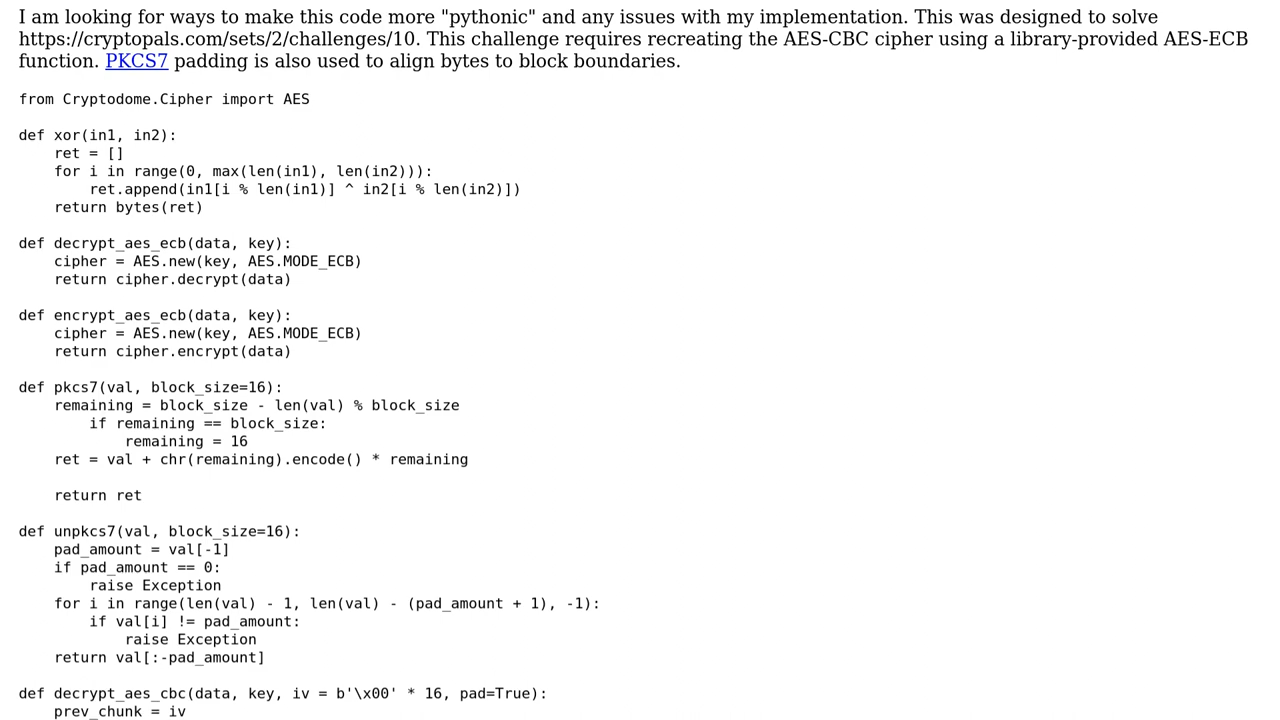 I am looking for ways to make this code more "pythonic" and any issues with my implementation. This was designed to solve
https://cryptopals.com/sets/2/challenges/10. This challenge requires recreating the AES-CBC cipher using a library-provided AES-ECB
function. PKCS7 padding is also used to align bytes to block boundaries.
from Cryptodome.Cipher import AES
def xor(in1, in2):
    ret = []
    for i in range(0, max(len(in1), len(in2))):
        ret.append(in1[i % len(in1)] ^ in2[i % len(in2)])
    return bytes(ret)
def decrypt_aes_ecb(data, key):
    cipher = AES.new(key, AES.MODE_ECB)
    return cipher.decrypt(data)
def encrypt_aes_ecb(data, key):
    cipher = AES.new(key, AES.MODE_ECB)
    return cipher.encrypt(data)
def pkcs7(val, block_size=16):
    remaining = block_size - len(val) % block_size
        if remaining == block_size:
            remaining = 16
    ret = val + chr(remaining).encode() * remaining
    return ret
def unpkcs7(val, block_size=16):
    pad_amount = val[-1]
    if pad_amount == 0:
        raise Exception
    for i in range(len(val) - 1, len(val) - (pad_amount + 1), -1):
        if val[i] != pad_amount:
            raise Exception
    return val[:-pad_amount]
def decrypt_aes_cbc(data, key, iv = b'\x00' * 16, pad=True):
    prev_chunk = iv